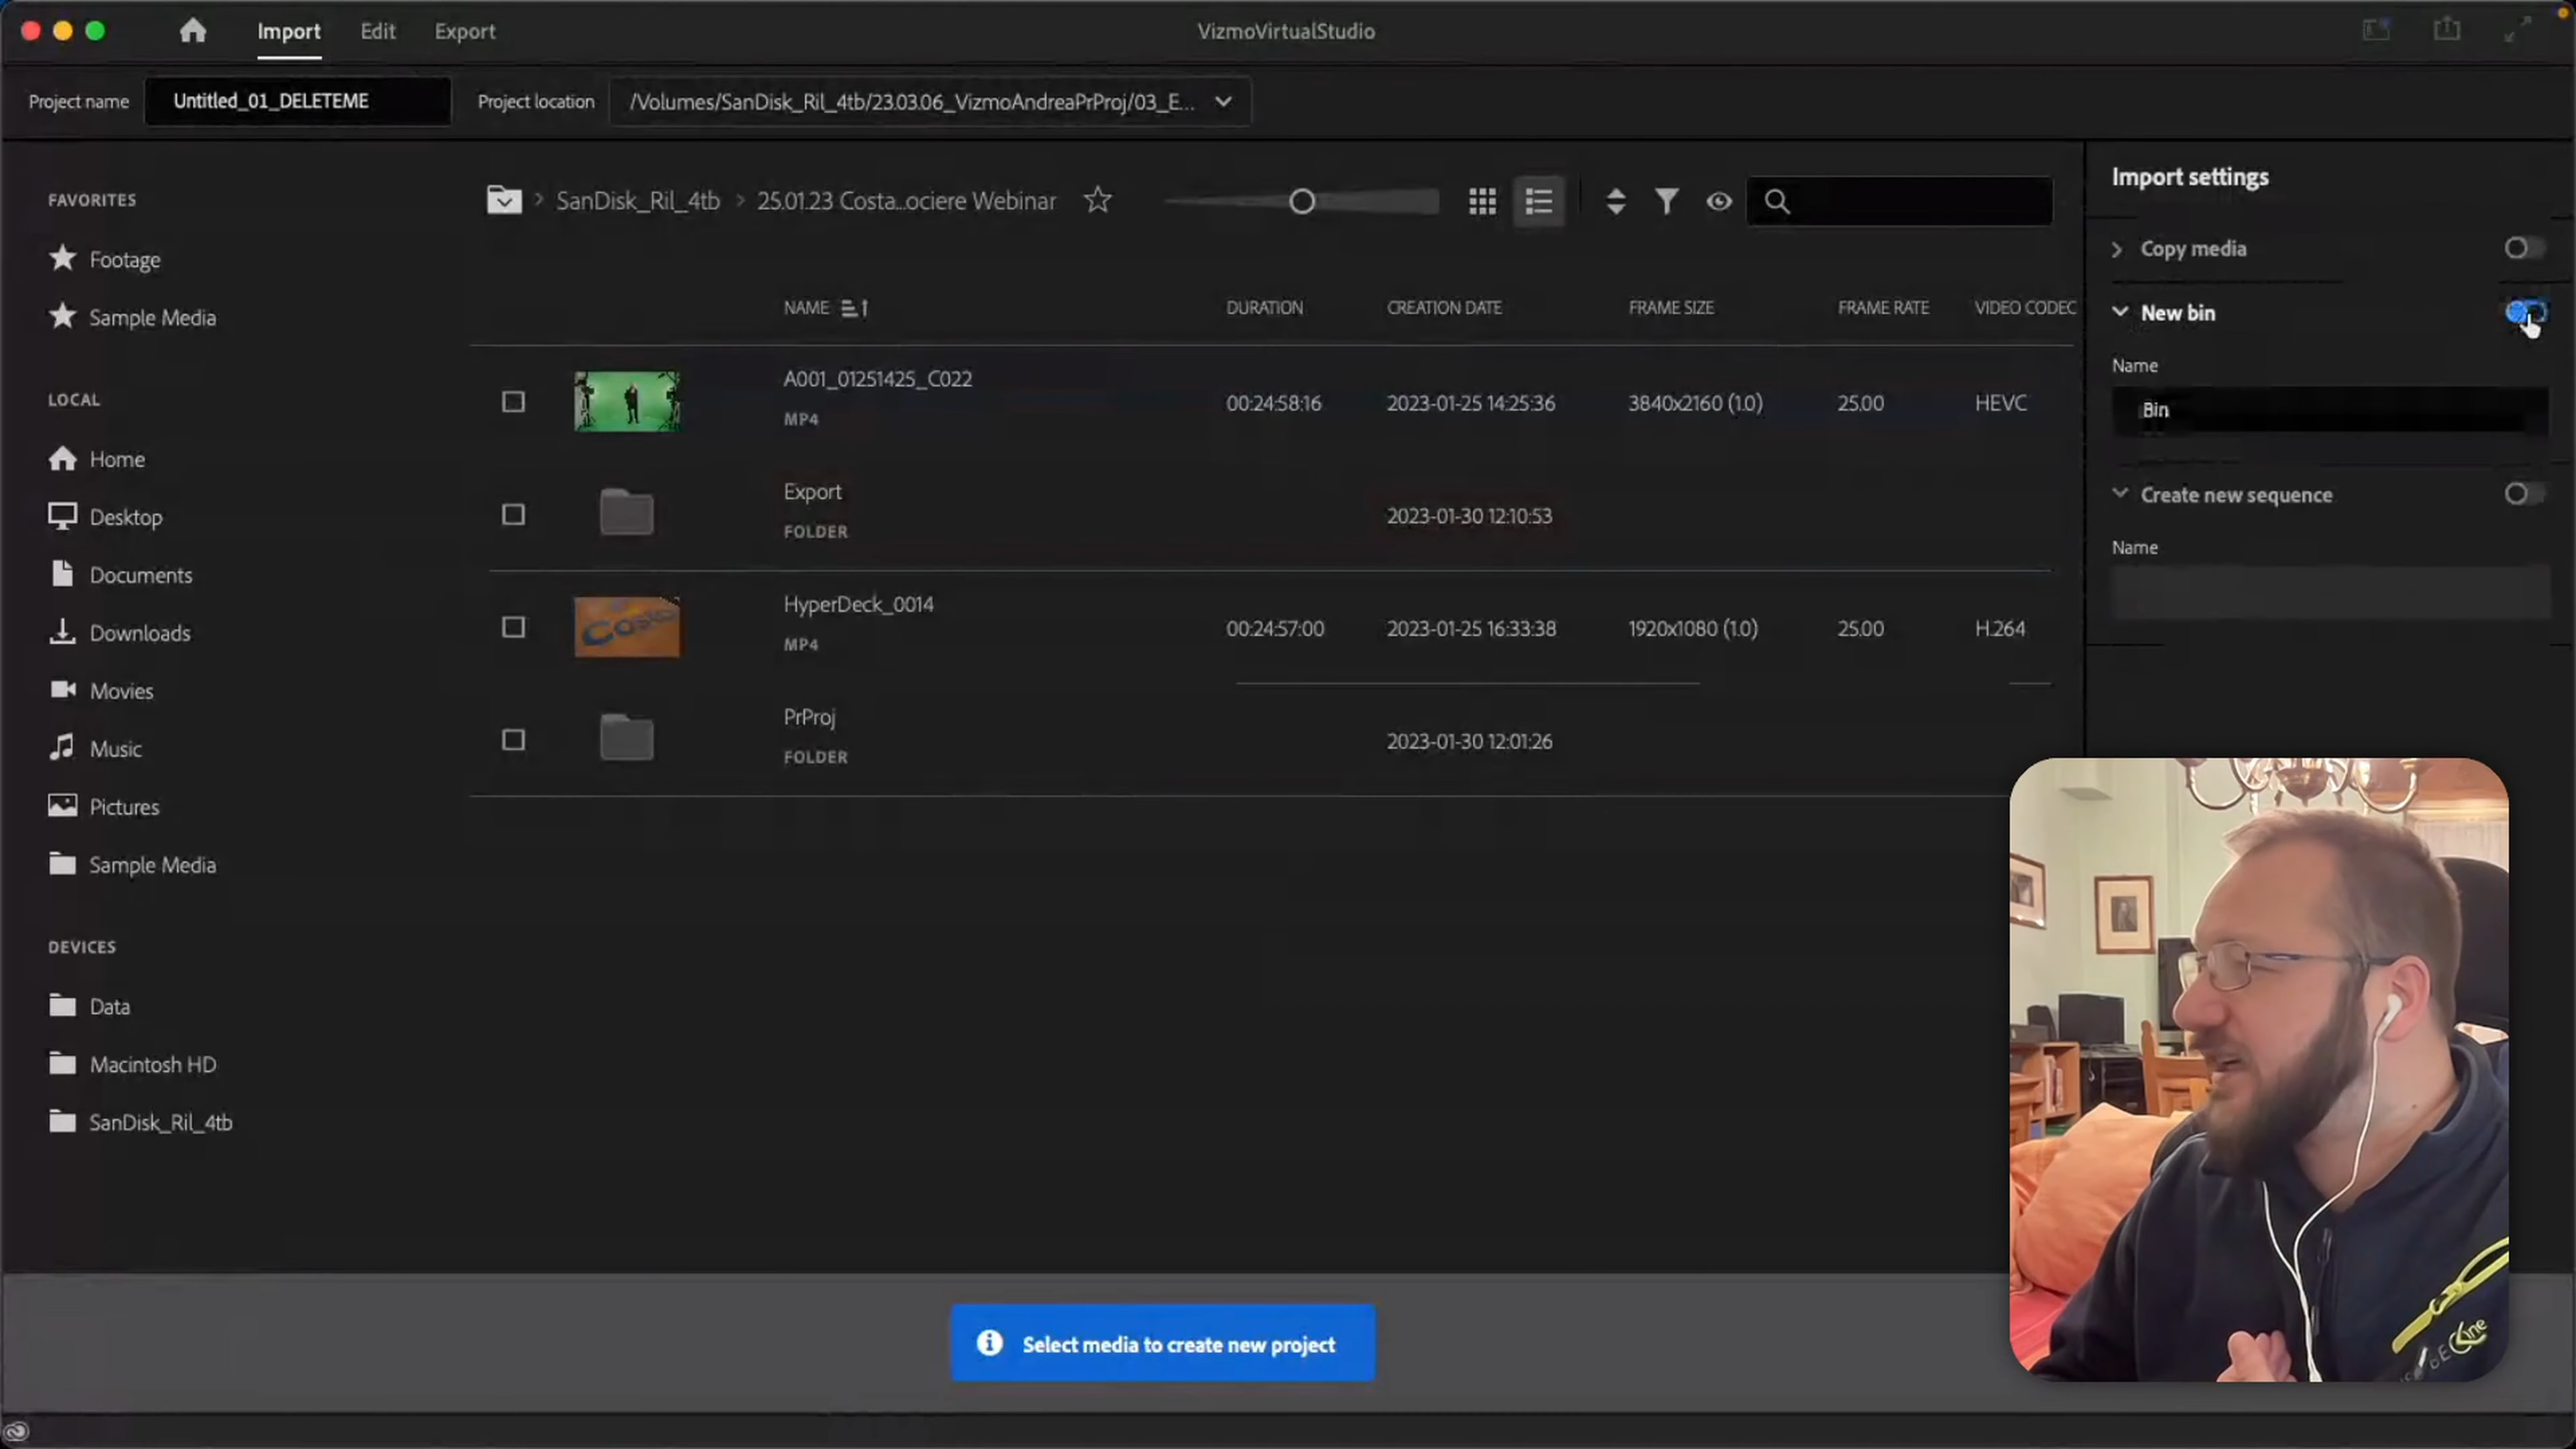 Import Edit Export VizmoVirtualStudio
Project name Untitled_01_DELETEME Project location /Volumes/SanDisk_Ril_4tb/23.03.06_VizmoAndreaPrProj/03_E...
FAVORITES
Footage
Sample Media
LOCAL
Home
Desktop
Documents
Downloads
Movies
Music
Pictures
Sample Media
DEVICES
Data
Macintosh HD
SanDisk_Ril_4tb
SanDisk_Ril_4tb > 25.01.23 Costa...ociere Webinar
NAME DURATION CREATION DATE FRAME SIZE FRAME RATE VIDEO CODEC
A001_01251425_C022
MP4
00:24:58:16 2023-01-25 14:25:36 3840x2160 (1.0) 25.00 HEVC
Export
FOLDER
2023-01-30 12:10:53
HyperDeck_0014
MP4
00:24:57:00 2023-01-25 16:33:38 1920x1080 (1.0) 25.00 H.264
PrProj
FOLDER
2023-01-30 12:01:26
Import settings
Copy media
New bin
Name
Bin
Create new sequence
Name
Select media to create new project